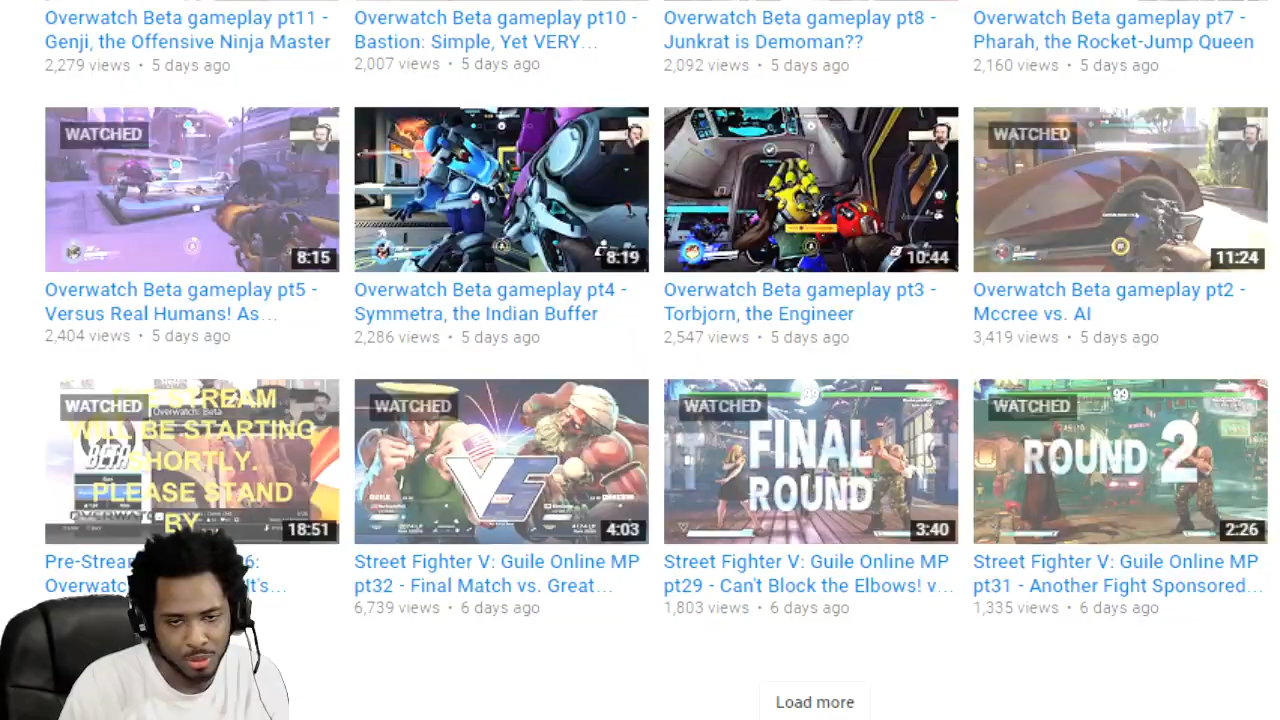 Overwatch Beta gameplay pt11 -
Genji, the Offensive Ninja Master
2,279 views • 5 days ago
Overwatch Beta gameplay pt10 -
Bastion: Simple, Yet VERY...
2,007 views • 5 days ago
Overwatch Beta gameplay pt8 -
Junkrat is Demoman??
2,092 views • 5 days ago
Overwatch Beta gameplay pt7 -
Pharah, the Rocket-Jump Queen
2,160 views • 5 days ago
WATCHED
8:15
8:19
10:44
WATCHED
11:24
Overwatch Beta gameplay pt5 -
Versus Real Humans! As...
2,404 views • 5 days ago
Overwatch Beta gameplay pt4 -
Symmetra, the Indian Buffer
2,286 views • 5 days ago
Overwatch Beta gameplay pt3 -
Torbjorn, the Engineer
2,547 views • 5 days ago
Overwatch Beta gameplay pt2 -
Mccree vs. AI
3,419 views • 5 days ago
WATCHED
STREAM
WILL BE STARTING
SHORTLY.
PLEASE STAND
BY
Overwatch: Beta
BETA
18:51
WATCHED
VS
GUILE
4:03
WATCHED
99
FINAL
ROUND
3:40
WATCHED
99
ROUND 2
2:26
Pre-Strea
6:
Overwatc
It's...
Street Fighter V: Guile Online MP
pt32 - Final Match vs. Great...
6,739 views • 6 days ago
Street Fighter V: Guile Online MP
pt29 - Can't Block the Elbows! v...
1,803 views • 6 days ago
Street Fighter V: Guile Online MP
pt31 - Another Fight Sponsored...
1,335 views • 6 days ago
Load more